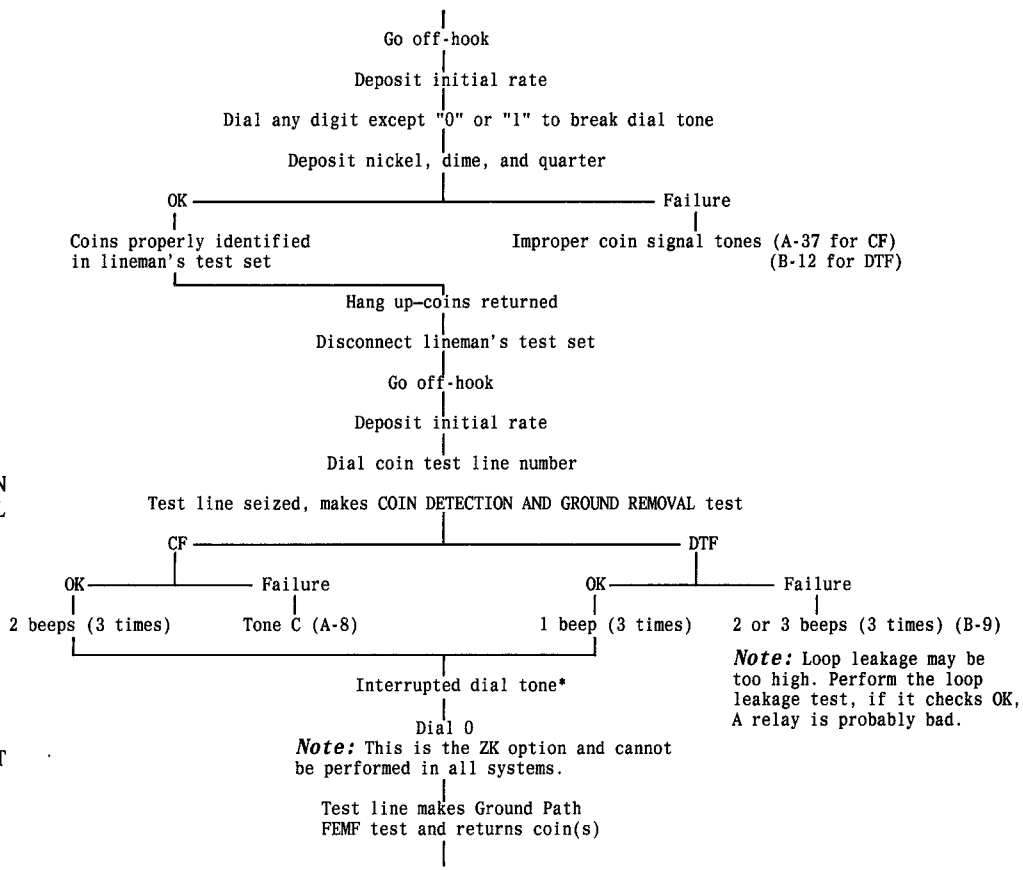 Go off-hook
Deposit initial rate
Dial any digit except "0" or "1" to break dial tone
Deposit nickel, dime, and quarter
OK
Failure
Coins properly identified
in lineman's test set
Improper coin signal tones (A-37 for CF)
(B-12 for DTF)
Hang up—coins returned
Disconnect lineman's test set
Go off-hook
Deposit initial rate
Dial coin test line number
N
L
Test line seized, makes COIN DETECTION AND GROUND REMOVAL test
CF
DTF
OK
Failure
OK
Failure
2 beeps (3 times)
Tone C (A-8)
1 beep (3 times)
2 or 3 beeps (3 times) (B-9)
Note: Loop leakage may be
too high. Perform the loop
leakage test, if it checks OK,
A relay is probably bad.
Interrupted dial tone*
Dial 0
Note: This is the ZK option and cannot
be performed in all systems.
T
Test line makes Ground Path
FEMF test and returns coin(s)